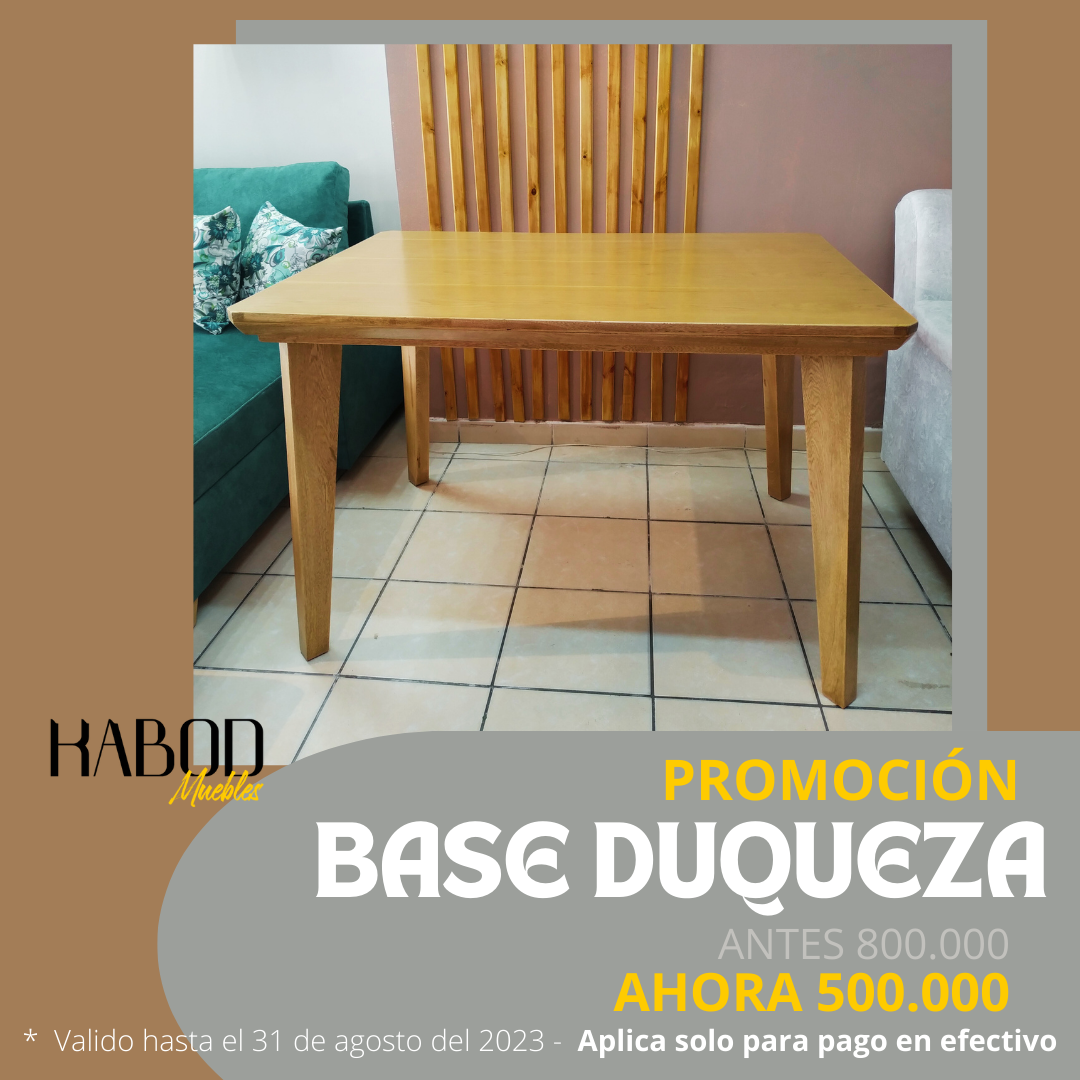 KABOD
Muebles
PROMOCIÓN
BASE DUQUEZA
ANTES 800.000
AHORA 500.000
* Valido hasta el 31 de agosto del 2023 - Aplica solo para pago en efectivo